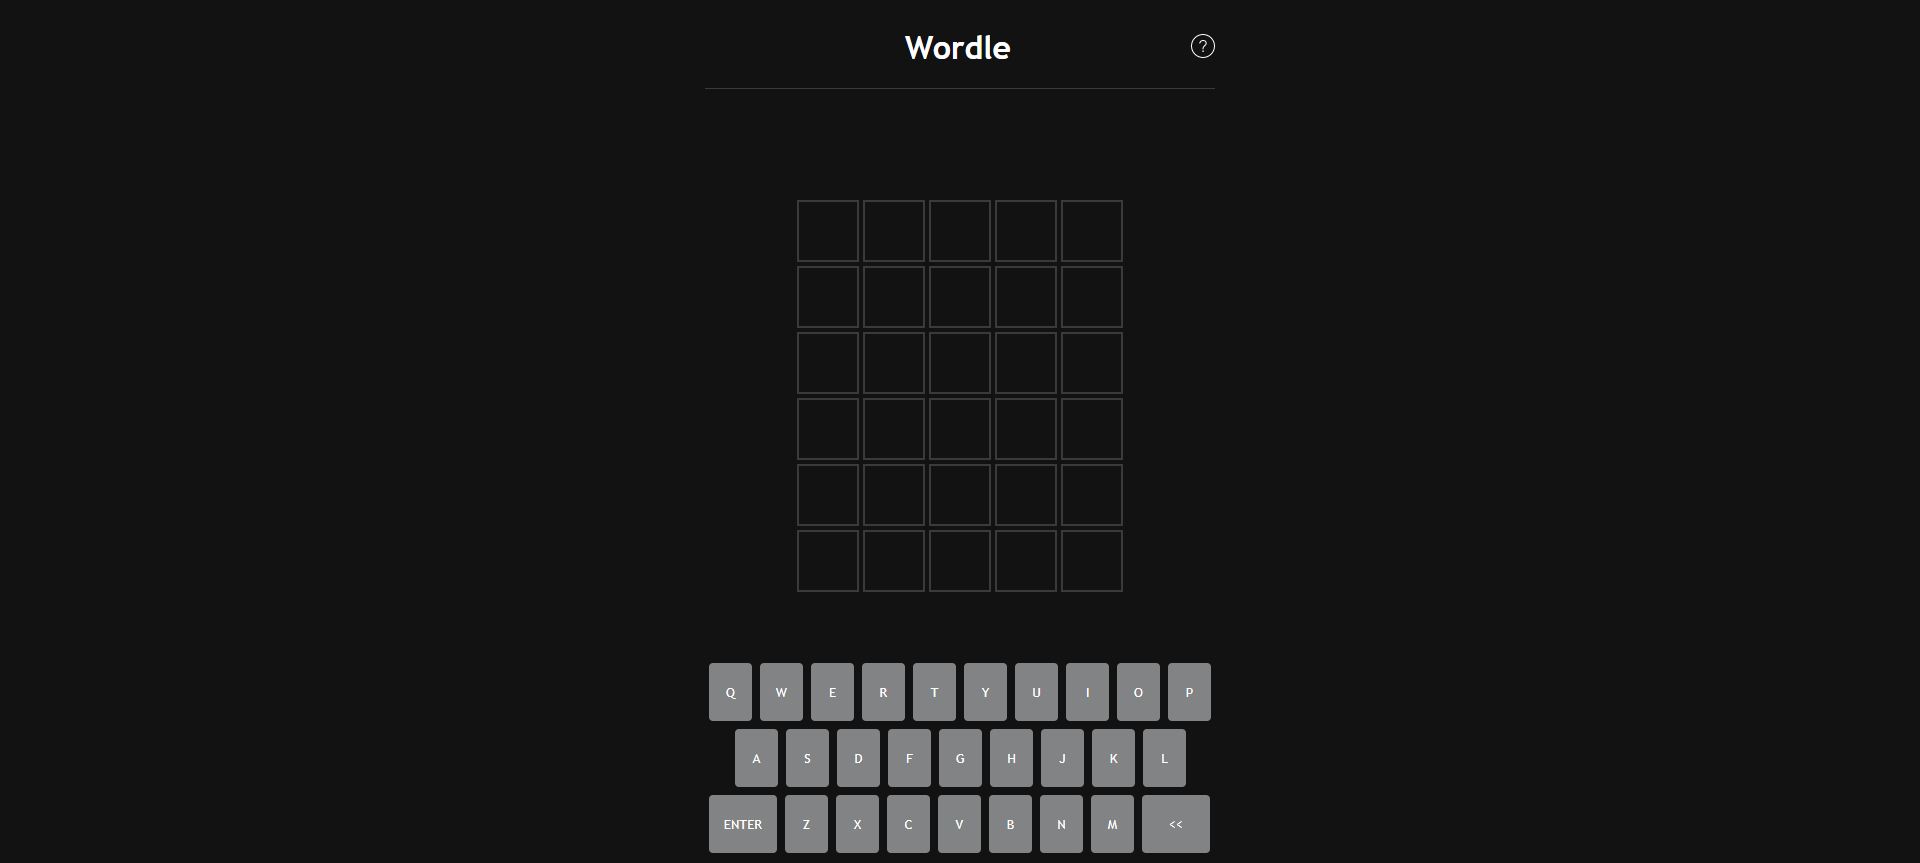 Wordle ?
Q W E R T Y U I O P
A S D F G H J K L
ENTER Z X C V B N M <<